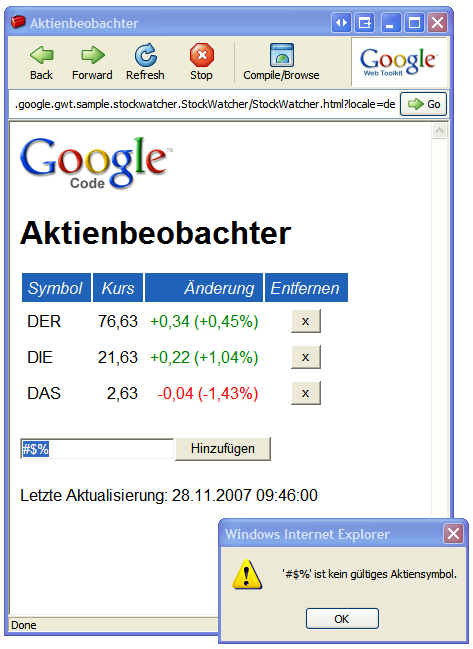 Aktienbeobachter
Back Forward Refresh Stop Compile/Browse
Google
Web Toolkit
.google.gwt.sample.stockwatcher.StockWatcher/StockWatcher.html?locale=de Go
Google™
Code
Aktienbeobachter
Symbol Kurs Änderung Entfernen
DER 76,63 +0,34 (+0,45%) x
DIE 21,63 +0,22 (+1,04%) x
DAS 2,63 -0,04 (-1,43%) x
#$% Hinzufügen
Letzte Aktualisierung: 28.11.2007 09:46:00
Windows Internet Explorer
'#$%' ist kein gültiges Aktiensymbol.
OK
Done